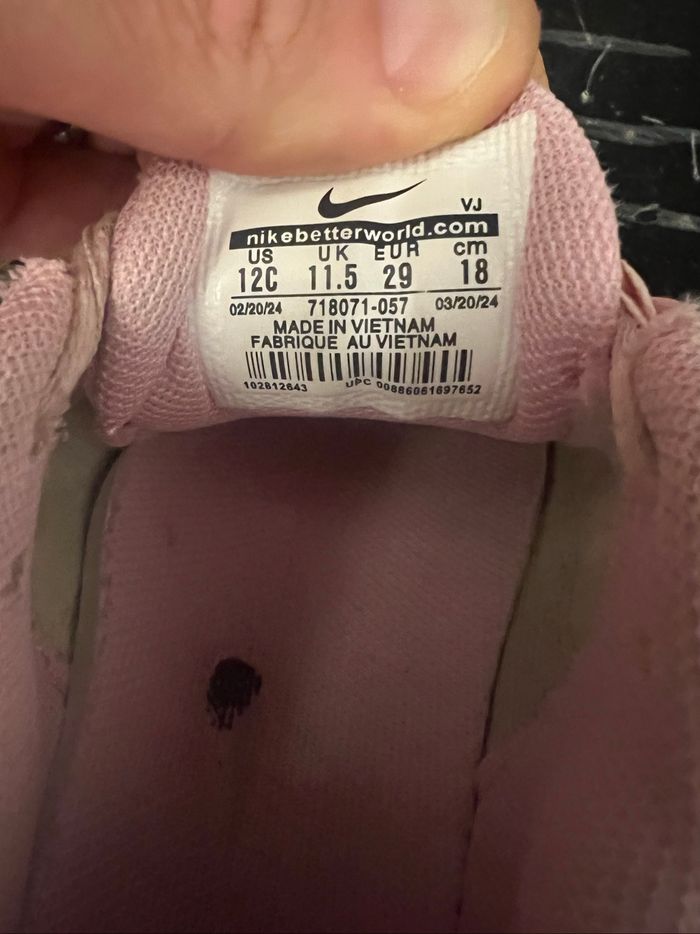 VJ
nikebetterworld.com
US UK EUR cm
12C 11.5 29 18
02/20/24 718071-057 03/20/24
MADE IN VIETNAM
FABRIQUE AU VIETNAM
102812643 UPC 00886061697652